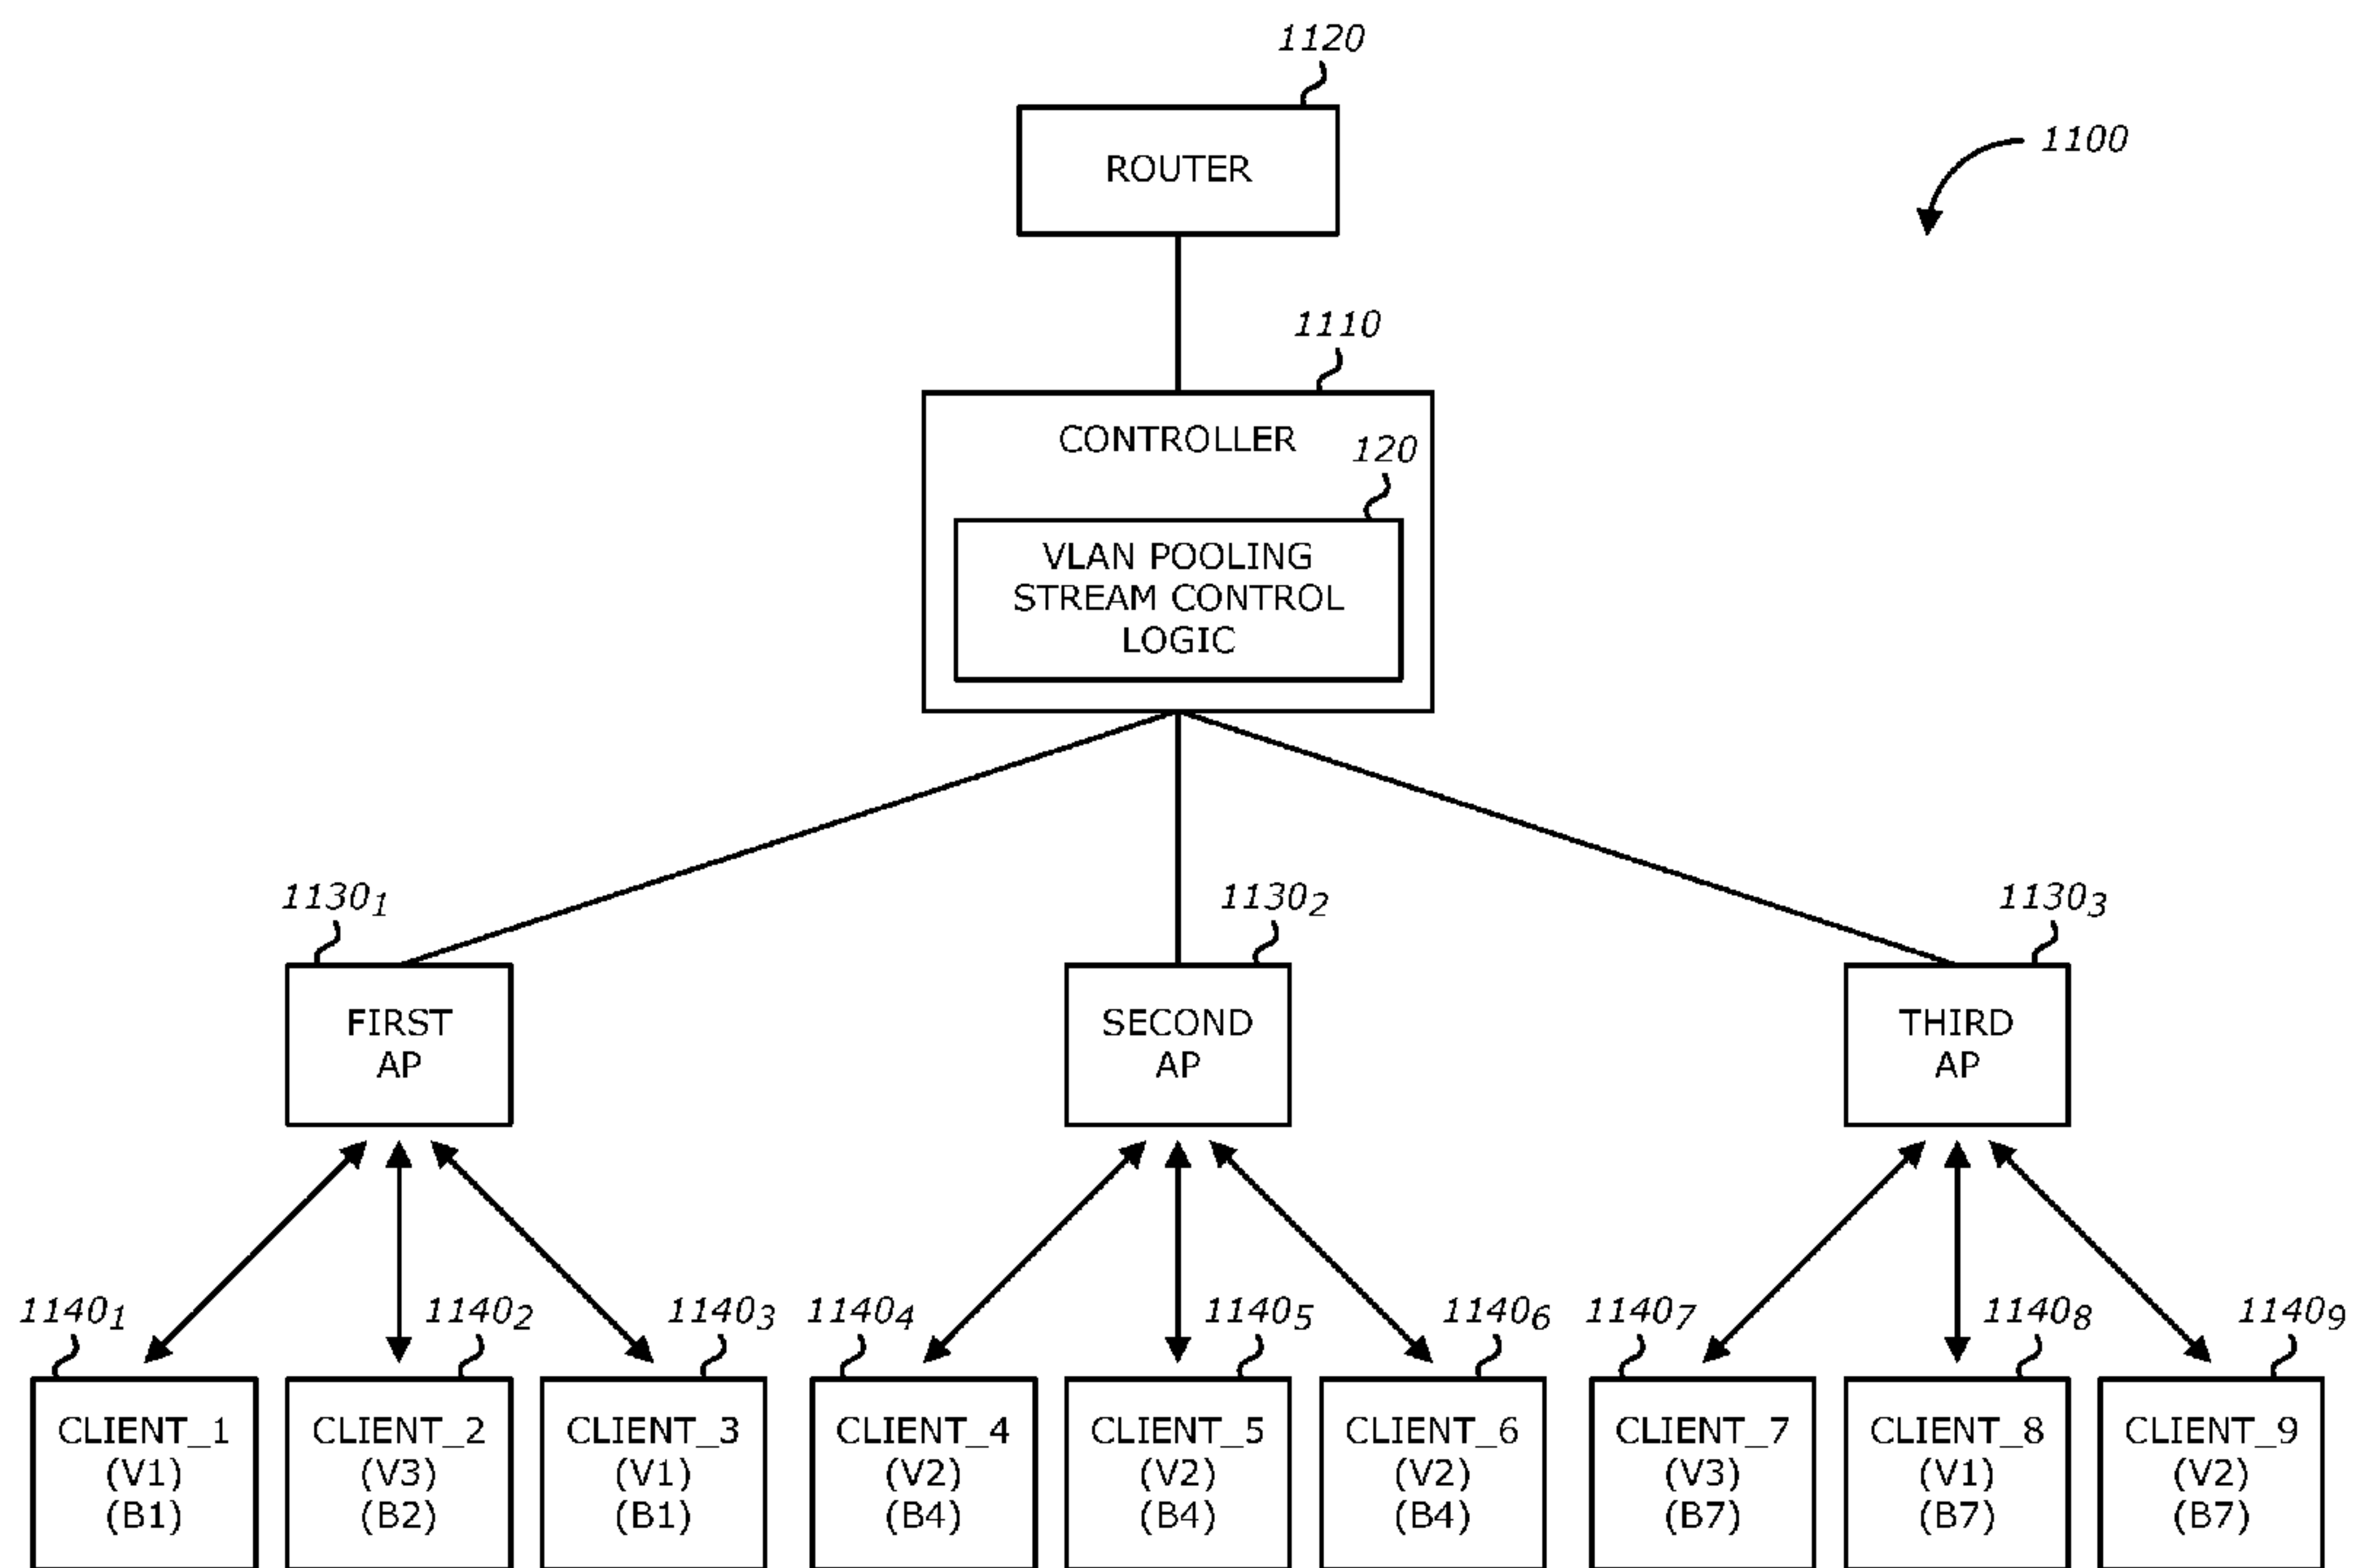 1120
ROUTER
1100
1110
CONTROLLER
120
VLAN POOLING
STREAM CONTROL
LOGIC
1130₁
1130₂
1130₃
FIRST
AP
SECOND
AP
THIRD
AP
1140₁
1140₂
1140₃
1140₄
1140₅
1140₆
1140₇
1140₈
1140₉
CLIENT_1
(V1)
(B1)
CLIENT_2
(V3)
(B2)
CLIENT_3
(V1)
(B1)
CLIENT_4
(V2)
(B4)
CLIENT_5
(V2)
(B4)
CLIENT_6
(V2)
(B4)
CLIENT_7
(V3)
(B7)
CLIENT_8
(V1)
(B7)
CLIENT_9
(V2)
(B7)